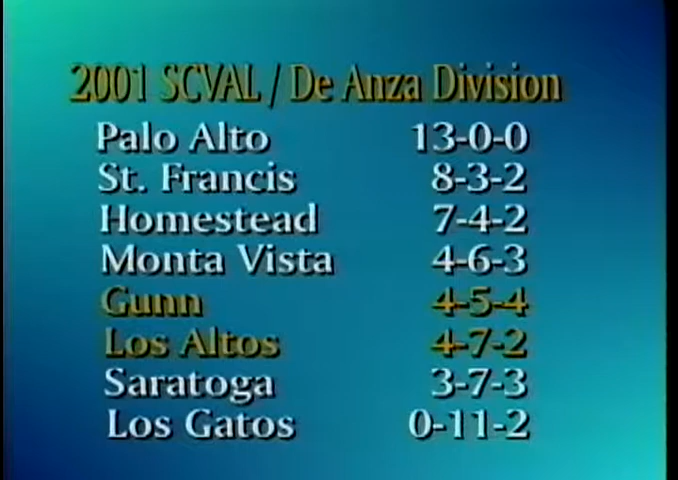 2001 SCVAL / De Anza Division
Palo Alto 13-0-0
St. Francis 8-3-2
Homestead 7-4-2
Monta Vista 4-6-3
Gunn 4-5-4
Los Altos 4-7-2
Saratoga 3-7-3
Los Gatos 0-11-2